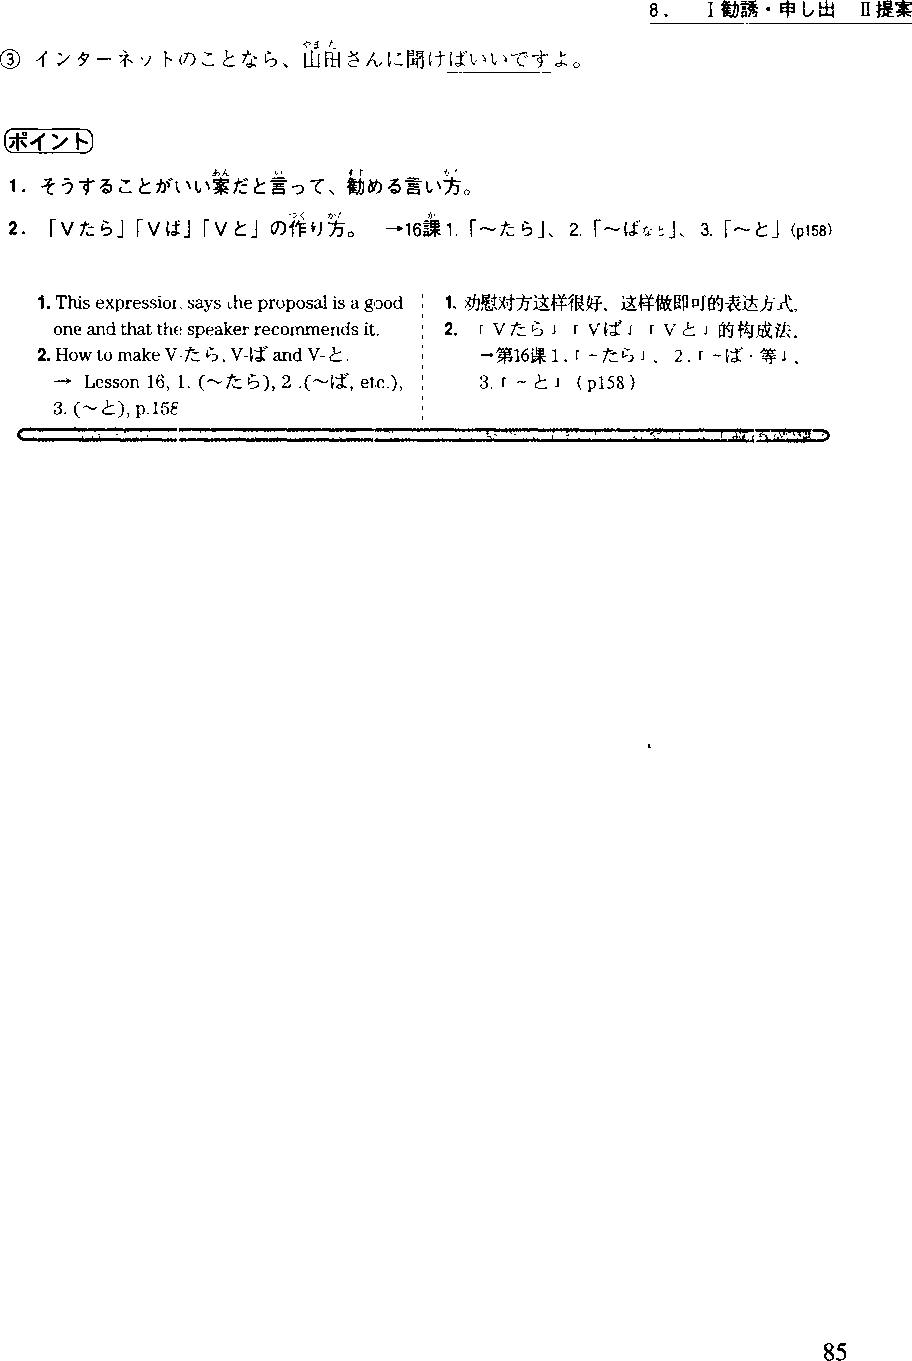 8. Ⅰ勧誘・申し出 Ⅱ提案
③ インターネットのことなら、山田さんに聞けばいいですよ。
ポイント
1. そうすることがいい案だと言って、勧める言い方。
2. 「Vたら」「Vば」「Vと」の作り方。 →16課1.「～たら」、2.「～ばなど」、3.「～と」(p158)
1. This expression says the proposal is a good
one and that the speaker recommends it.
2. How to make V-たら, V-ば and V-と.
→ Lesson 16, 1. (～たら), 2 .(～ば, etc.),
3. (～と), p.158
1. 劝慰对方这样很好、这样做即可的表达方式。
2. 「Vたら」「Vば」「Vと」的构成法。
→第16課1.「～たら」、2.「～ば・等」、
3.「～と」(p158)
85